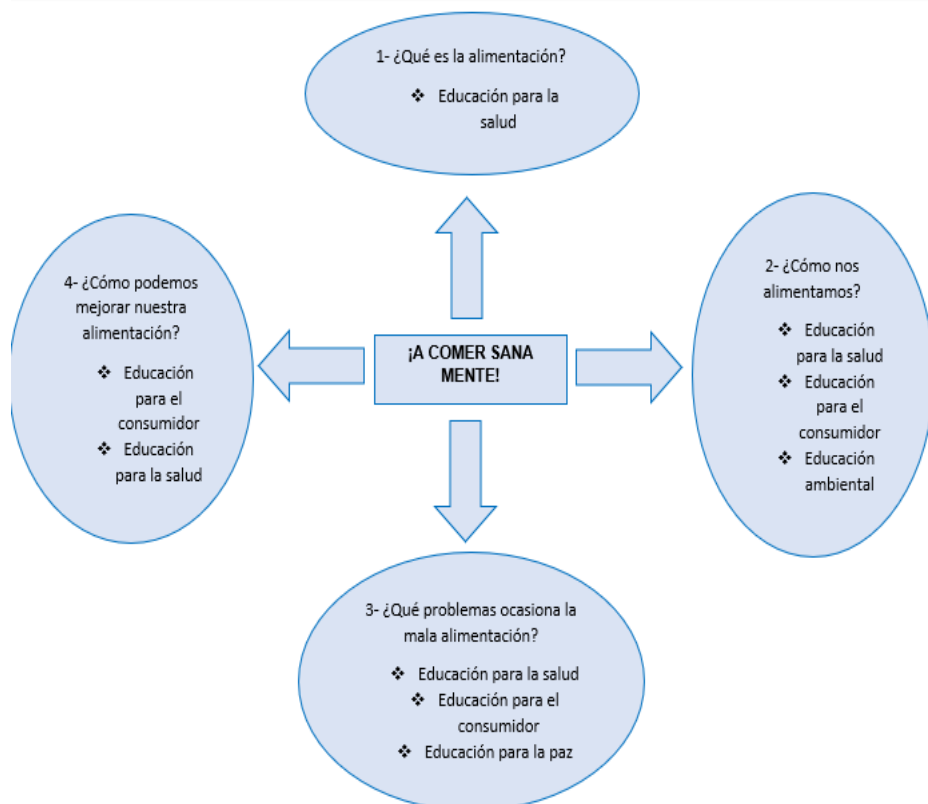 1- ¿Qué es la alimentación?
❖ Educación para la
salud
4- ¿Cómo podemos
mejorar nuestra
alimentación?
❖ Educación
para el
consumidor
❖ Educación
para la salud
¡A COMER SANA
MENTE!
2- ¿Cómo nos
alimentamos?
❖ Educación
para la salud
❖ Educación
para el
consumidor
❖ Educación
ambiental
3- ¿Qué problemas ocasiona la
mala alimentación?
❖ Educación para la salud
❖ Educación para el
consumidor
❖ Educación para la paz